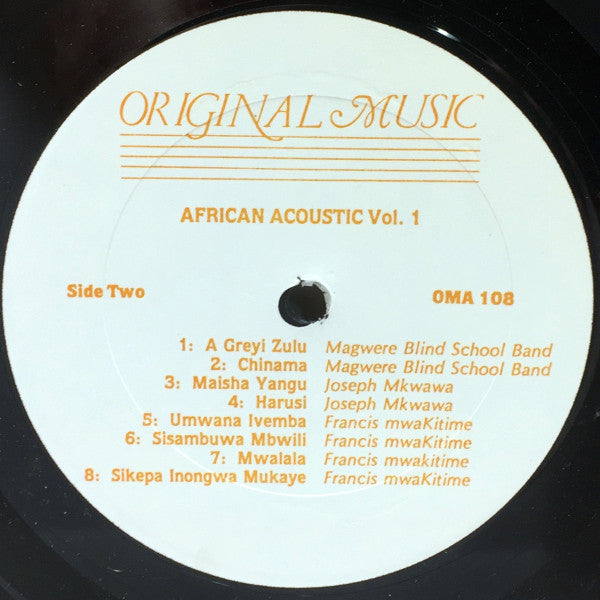 ORIGINAL MUSIC
AFRICAN ACOUSTIC Vol. 1
Side Two OMA 108
1: A Greyi Zulu Magwere Blind School Band
2: Chinama Magwere Blind School Band
3: Maisha Yangu Joseph Mkwawa
4: Harusi Joseph Mkwawa
5: Umwana Ivemba Francis mwaKitime
6: Sisambuwa Mbwili Francis mwaKitime
7: Mwalala Francis mwakitime
8: Sikepa Inongwa Mukaye Francis mwaKitime